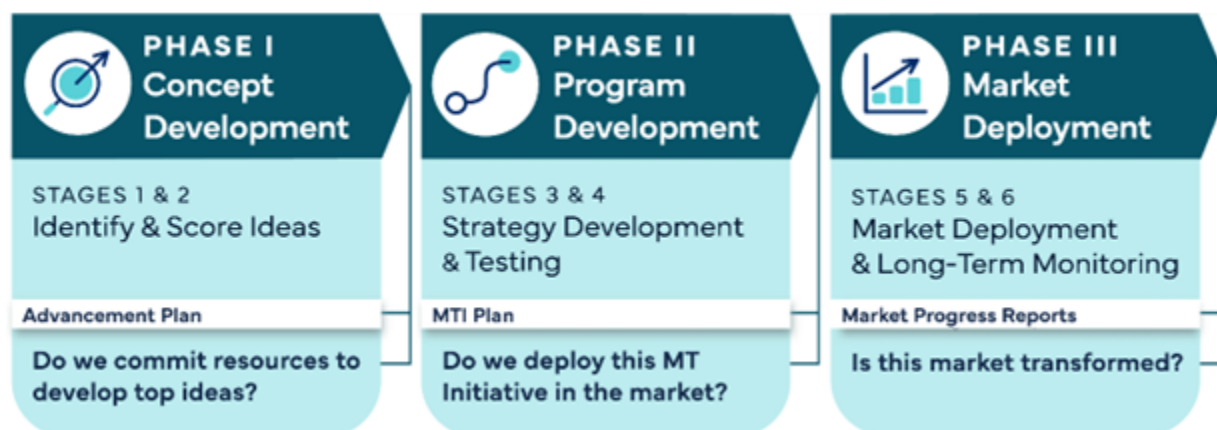 PHASE I
Concept
Development
STAGES 1 & 2
Identify & Score Ideas
Advancement Plan
Do we commit resources to
develop top ideas?
PHASE II
Program
Development
STAGES 3 & 4
Strategy Development
& Testing
MTI Plan
Do we deploy this MT
Initiative in the market?
PHASE III
Market
Deployment
STAGES 5 & 6
Market Deployment
& Long-Term Monitoring
Market Progress Reports
Is this market transformed?